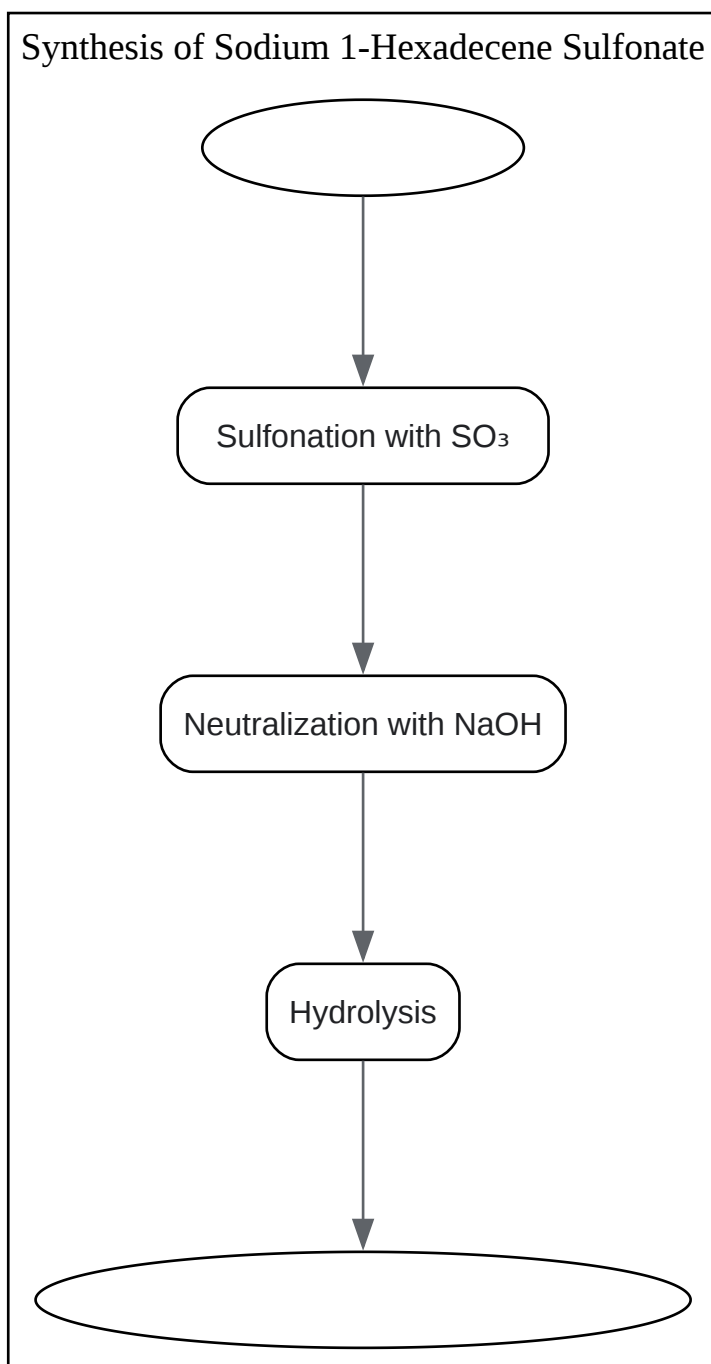 Synthesis of Sodium 1-Hexadecene Sulfonate
Sulfonation with SO₃
Neutralization with NaOH
Hydrolysis